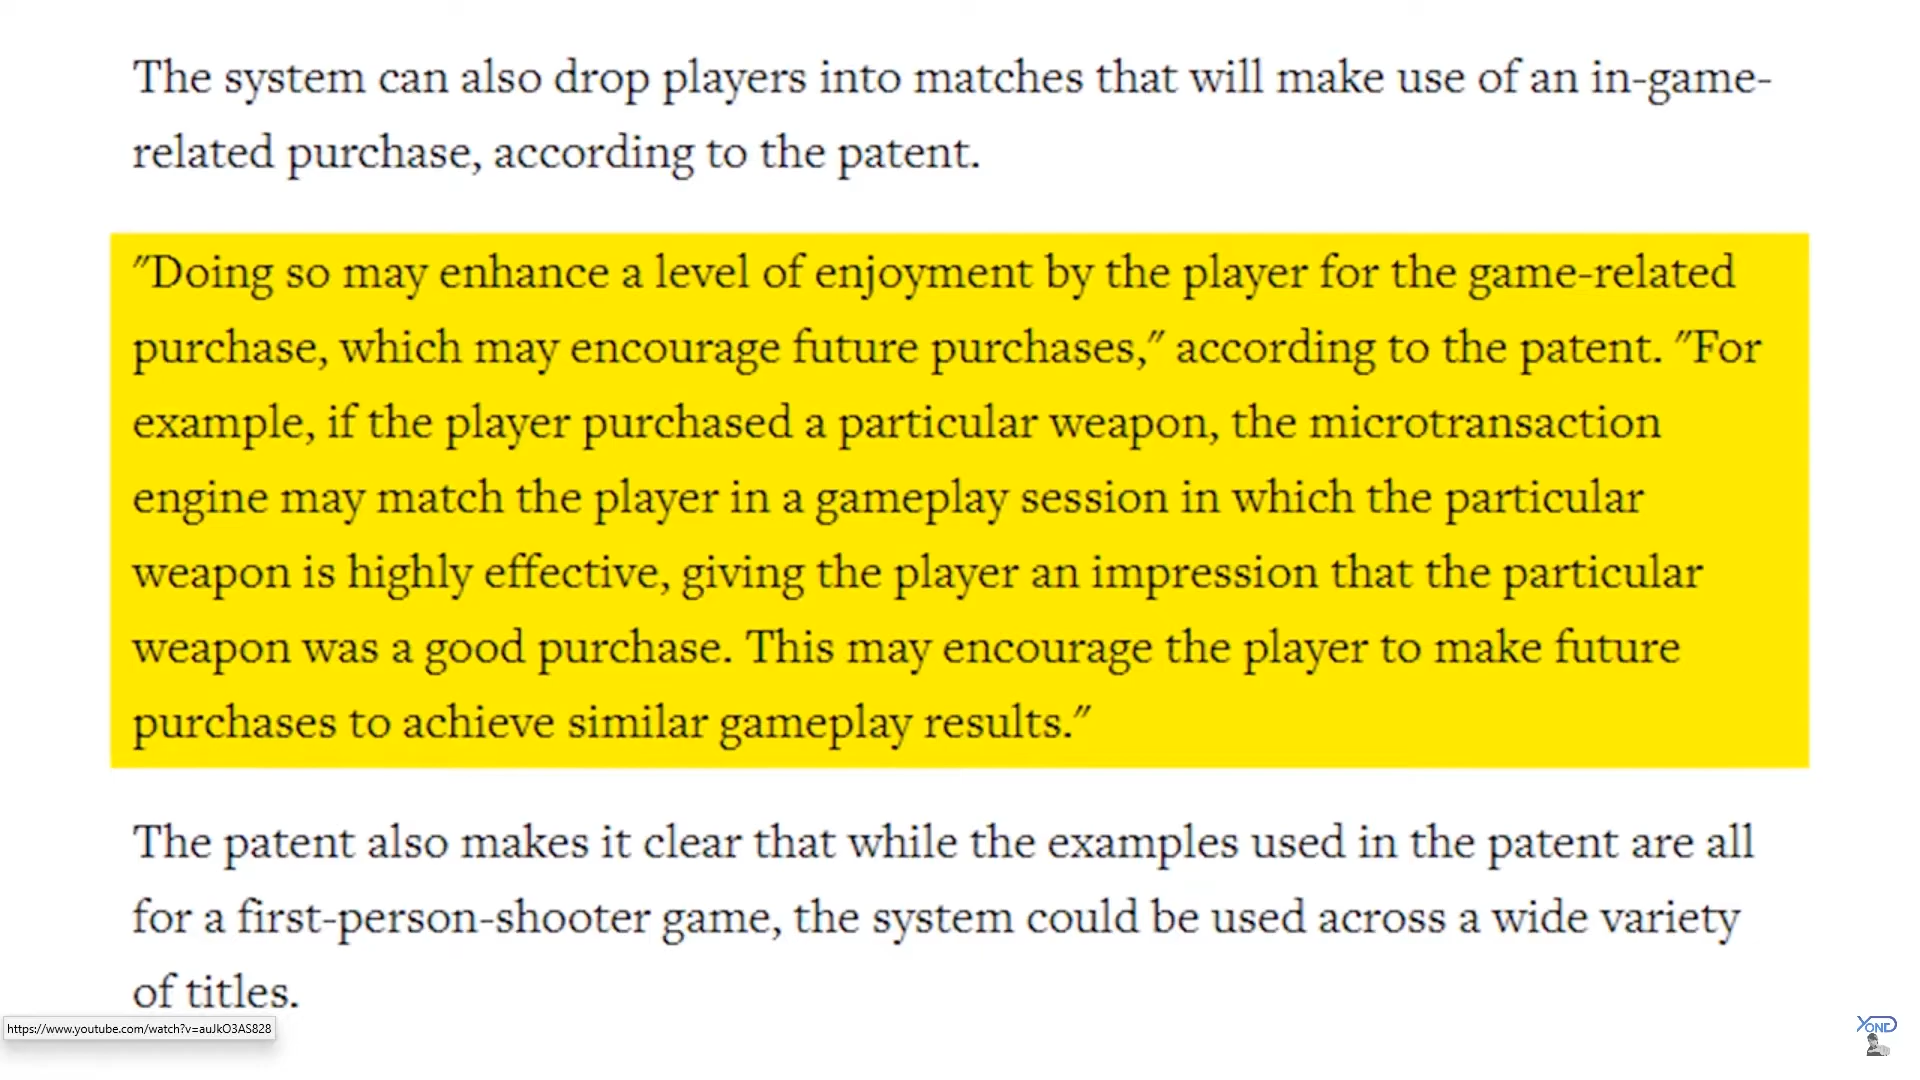 The system can also drop players into matches that will make use of an in-game-
related purchase, according to the patent.
"Doing so may enhance a level of enjoyment by the player for the game-related
purchase, which may encourage future purchases," according to the patent. "For
example, if the player purchased a particular weapon, the microtransaction
engine may match the player in a gameplay session in which the particular
weapon is highly effective, giving the player an impression that the particular
weapon was a good purchase. This may encourage the player to make future
purchases to achieve similar gameplay results."
The patent also makes it clear that while the examples used in the patent are all
for a first-person-shooter game, the system could be used across a wide variety
of titles.
https://www.youtube.com/watch?v=auJkO3AS828
YONG